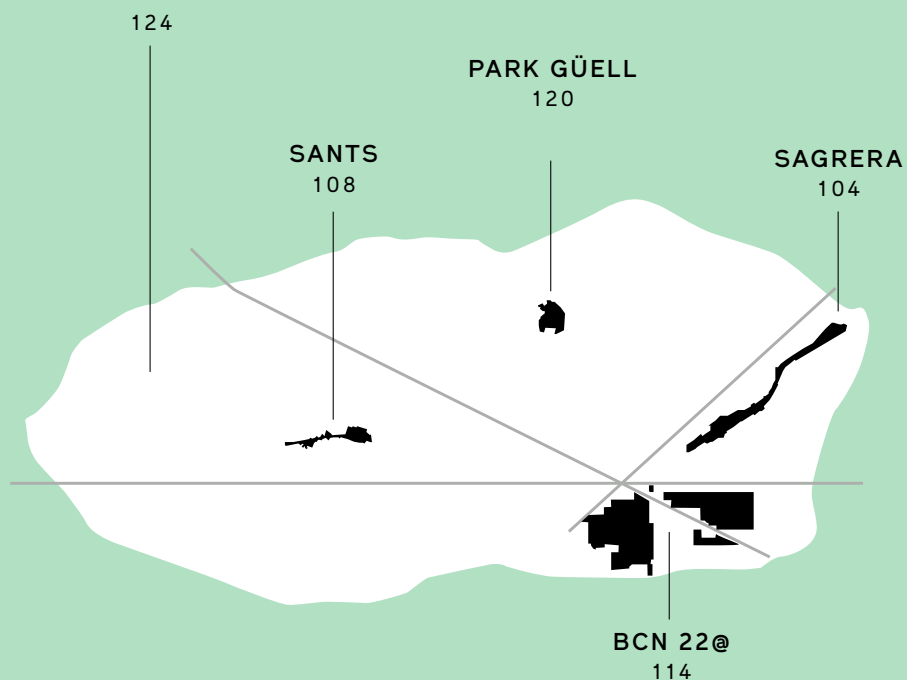 124
PARK GÜELL
120
SANTS
108
SAGRERA
104
BCN 22@
114